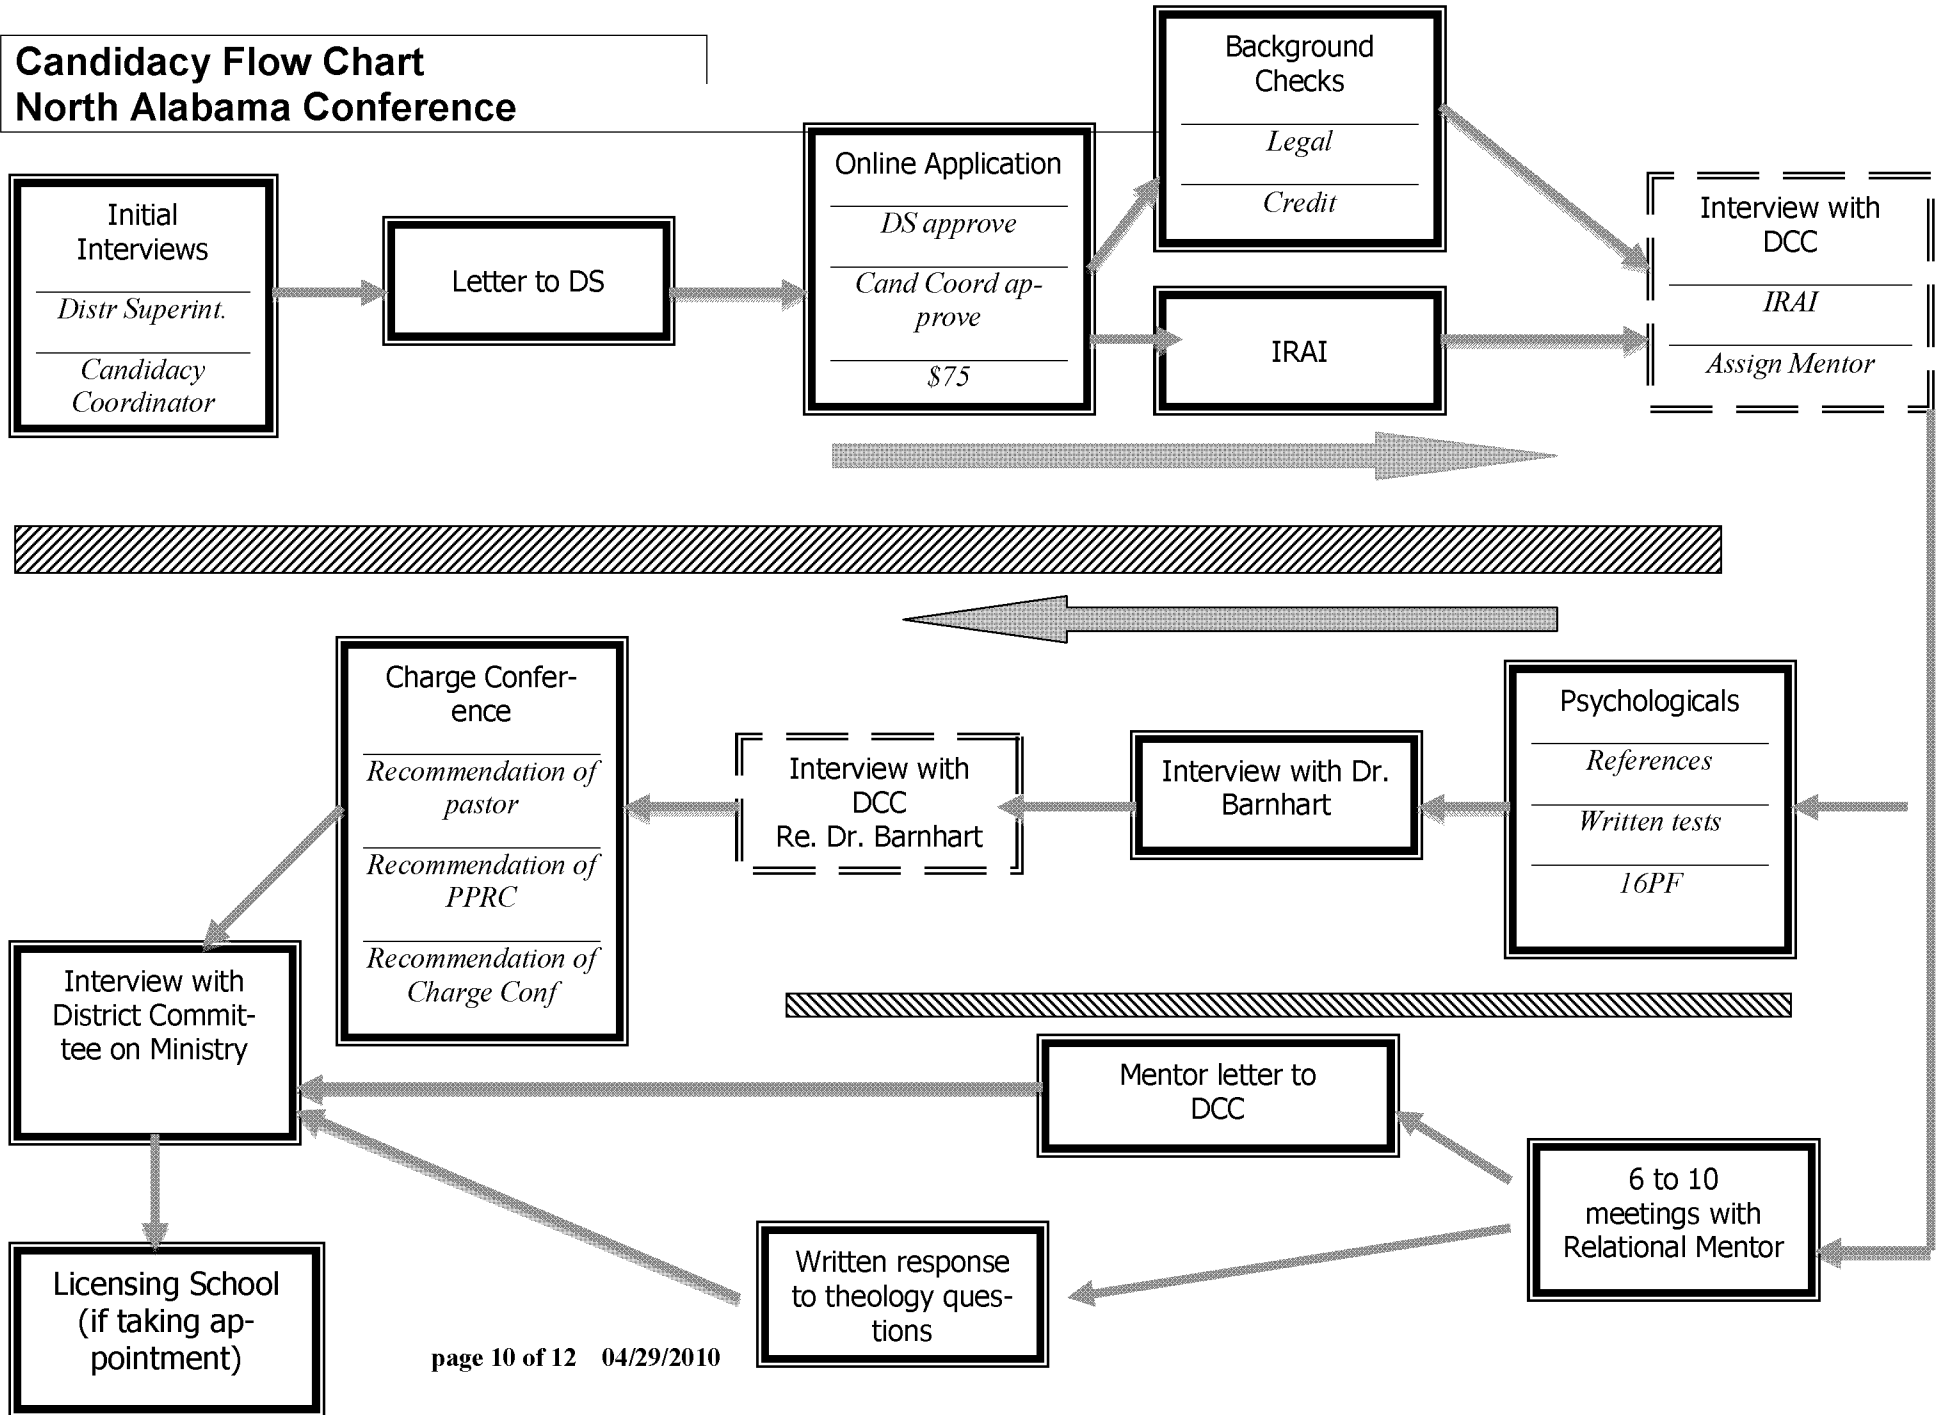 Candidacy Flow Chart
North Alabama Conference
Initial
Interviews
Distr Superint.
Candidacy
Coordinator
Letter to DS
Online Application
DS approve
Cand Coord ap-
prove
$75
Background
Checks
Legal
Credit
IRAI
Interview with
DCC
IRAI
Assign Mentor
Psychologicals
References
Written tests
16PF
Interview with Dr.
Barnhart
Interview with
DCC
Re. Dr. Barnhart
Charge Confer-
ence
Recommendation of
pastor
Recommendation of
PPRC
Recommendation of
Charge Conf
Interview with
District Commit-
tee on Ministry
Mentor letter to
DCC
6 to 10
meetings with
Relational Mentor
Written response
to theology ques-
tions
Licensing School
(if taking ap-
pointment)
page 10 of 12 04/29/2010